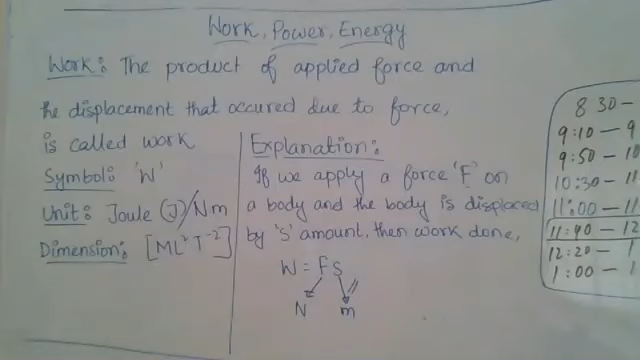 Work, Power, Energy
Work: The product of applied force and
the displacement that occured due to force,
is called work
Symbol: 'W'
Unit: Joule (J)/Nm
Dimension: [ML²T⁻²]
Explanation:
If we apply a force 'F' on
a body and the body is displaced
by 'S' amount, then work done,
W = FS
N m
8 30 –
9:10 – 9
9:50 – 10
10:30 – 11
11:00 – 11
11:40 – 12
12:20 – 1
1:00 – 1